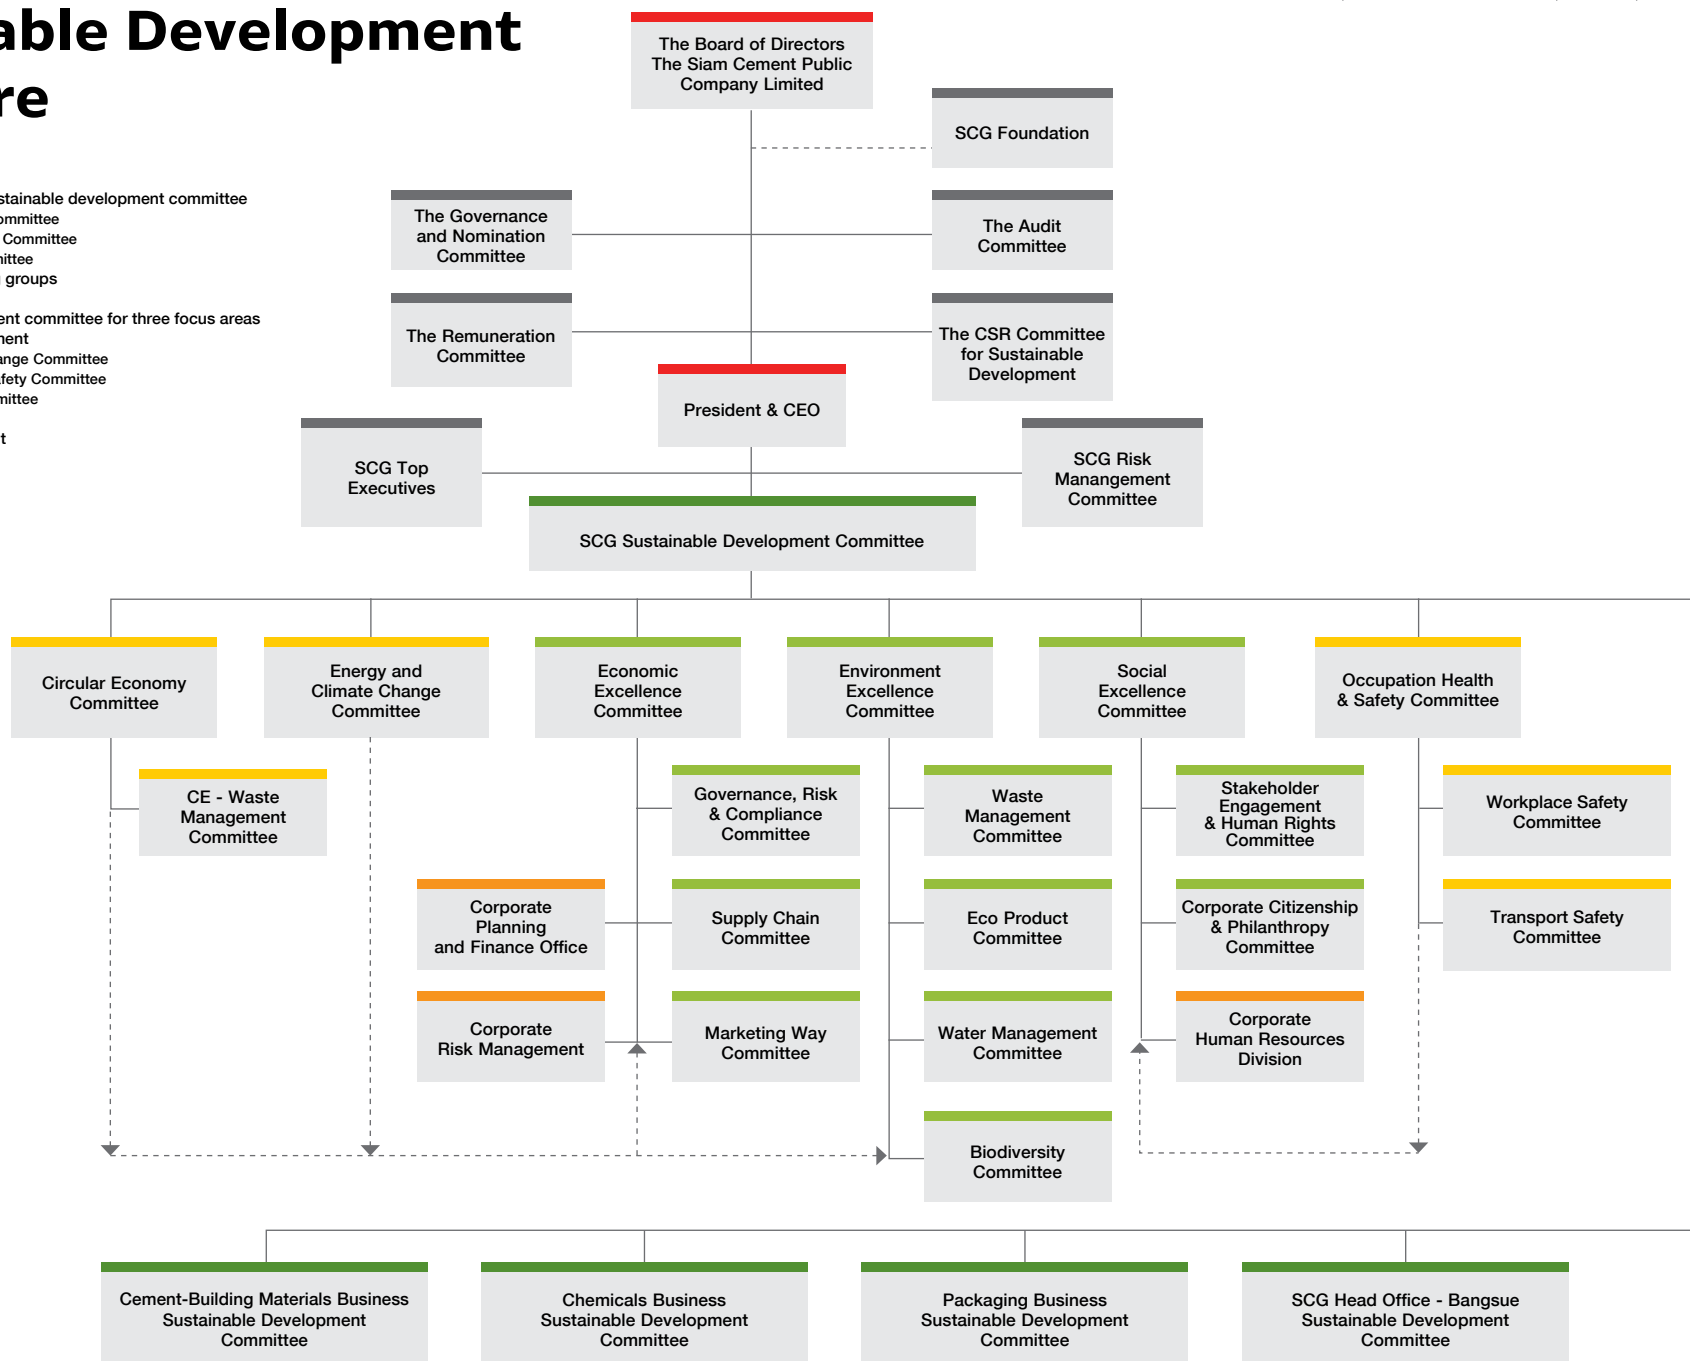 able Development
re
stainable development committee
ommittee
Committee
mittee
groups
ent committee for three focus areas
ment
ange Committee
afety Committee
mittee
t
The Board of Directors
The Siam Cement Public
Company Limited
SCG Foundation
The Governance
and Nomination
Committee
The Audit
Committee
The Remuneration
Committee
The CSR Committee
for Sustainable
Development
President & CEO
SCG Top
Executives
SCG Risk
Manangement
Committee
SCG Sustainable Development Committee
Circular Economy
Committee
Energy and
Climate Change
Committee
Economic
Excellence
Committee
Environment
Excellence
Committee
Social
Excellence
Committee
Occupation Health
& Safety Committee
CE - Waste
Management
Committee
Governance, Risk
& Compliance
Committee
Waste
Management
Committee
Stakeholder
Engagement
& Human Rights
Committee
Workplace Safety
Committee
Corporate
Planning
and Finance Office
Supply Chain
Committee
Eco Product
Committee
Corporate Citizenship
& Philanthropy
Committee
Transport Safety
Committee
Corporate
Risk Management
Marketing Way
Committee
Water Management
Committee
Corporate
Human Resources
Division
Biodiversity
Committee
Cement-Building Materials Business
Sustainable Development
Committee
Chemicals Business
Sustainable Development
Committee
Packaging Business
Sustainable Development
Committee
SCG Head Office - Bangsue
Sustainable Development
Committee